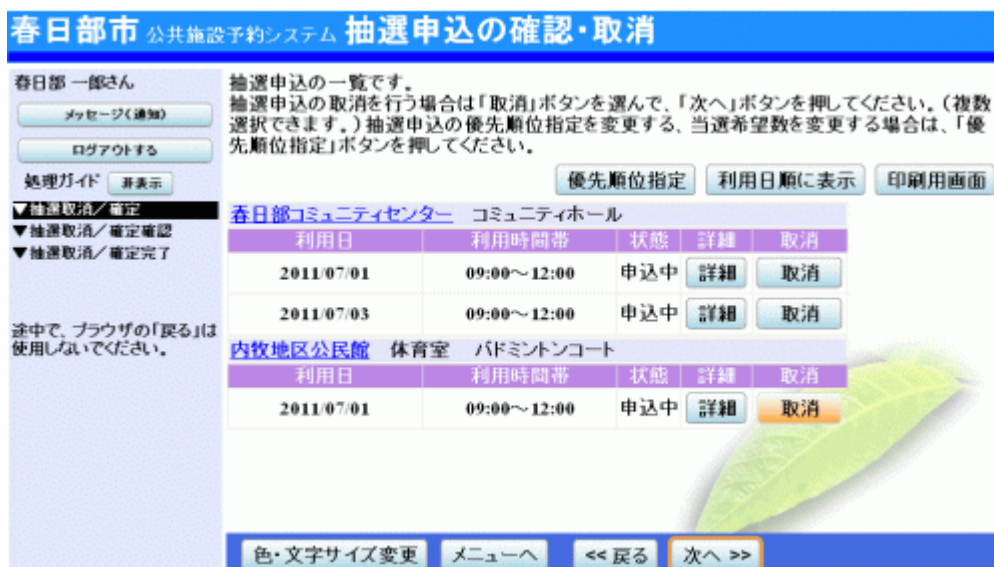 春日部市 公共施設予約システム 抽選申込の確認・取消
春日部 一郎さん
メッセージ(通知)
ログアウトする
処理ガイド 非表示
▼抽選取消/確定
▼抽選取消/確定確認
▼抽選取消/確定完了
途中で、ブラウザの「戻る」は
使用しないでください。
抽選申込の一覧です。
抽選申込の取消を行う場合は「取消」ボタンを選んで、「次へ」ボタンを押してください。(複数
選択できます。)抽選申込の優先順位指定を変更する、当選希望数を変更する場合は、「優
先順位指定」ボタンを押してください。
優先順位指定 利用日順に表示 印刷用画面
春日部コミュニティセンター コミュニティホール
利用日 利用時間帯 状態 詳細 取消
2011/07/01 09:00~12:00 申込中 詳細 取消
2011/07/03 09:00~12:00 申込中 詳細 取消
内牧地区公民館 体育室 バドミントンコート
利用日 利用時間帯 状態 詳細 取消
2011/07/01 09:00~12:00 申込中 詳細 取消
色・文字サイズ変更 メニューへ << 戻る 次へ >>